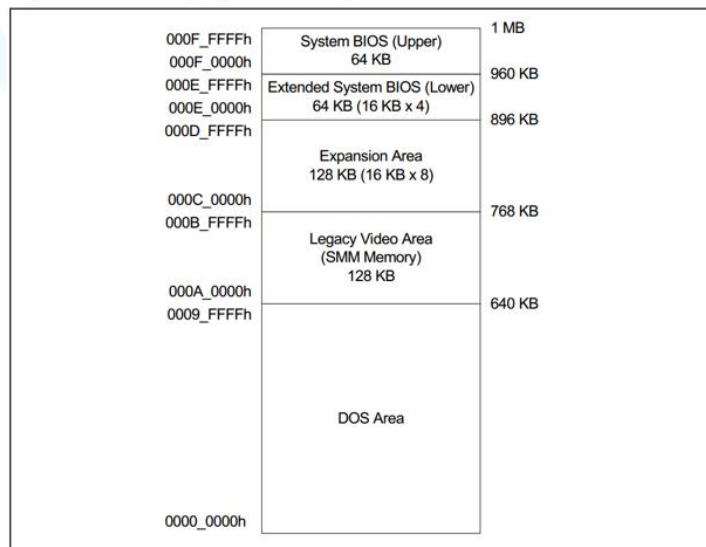 000F_FFFFh
System BIOS (Upper)
64 KB
1 MB
000F_0000h
960 KB
000E_FFFFh
Extended System BIOS (Lower)
64 KB (16 KB x 4)
000E_0000h
896 KB
000D_FFFFh
Expansion Area
128 KB (16 KB x 8)
000C_0000h
768 KB
000B_FFFFh
Legacy Video Area
(SMM Memory)
128 KB
000A_0000h
640 KB
0009_FFFFh
DOS Area
0000_0000h